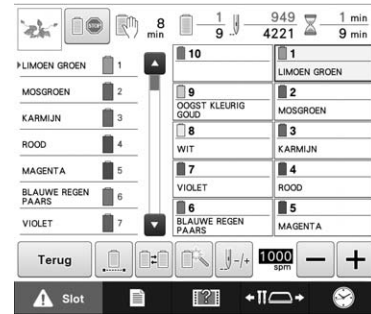 8 min
1
9
949
4221
1 min
9 min
LIMOEN GROEN 1
MOSGROEN 2
KARMIJN 3
ROOD 4
MAGENTA 5
BLAUWE REGEN
PAARS 6
VIOLET 7
10
1
LIMOEN GROEN
9
OOGST KLEURIG
GOUD
2
MOSGROEN
8
WIT
3
KARMIJN
7
VIOLET
4
ROOD
6
BLAUWE REGEN
PAARS
5
MAGENTA
Terug
-/+
1000
spm
Slot